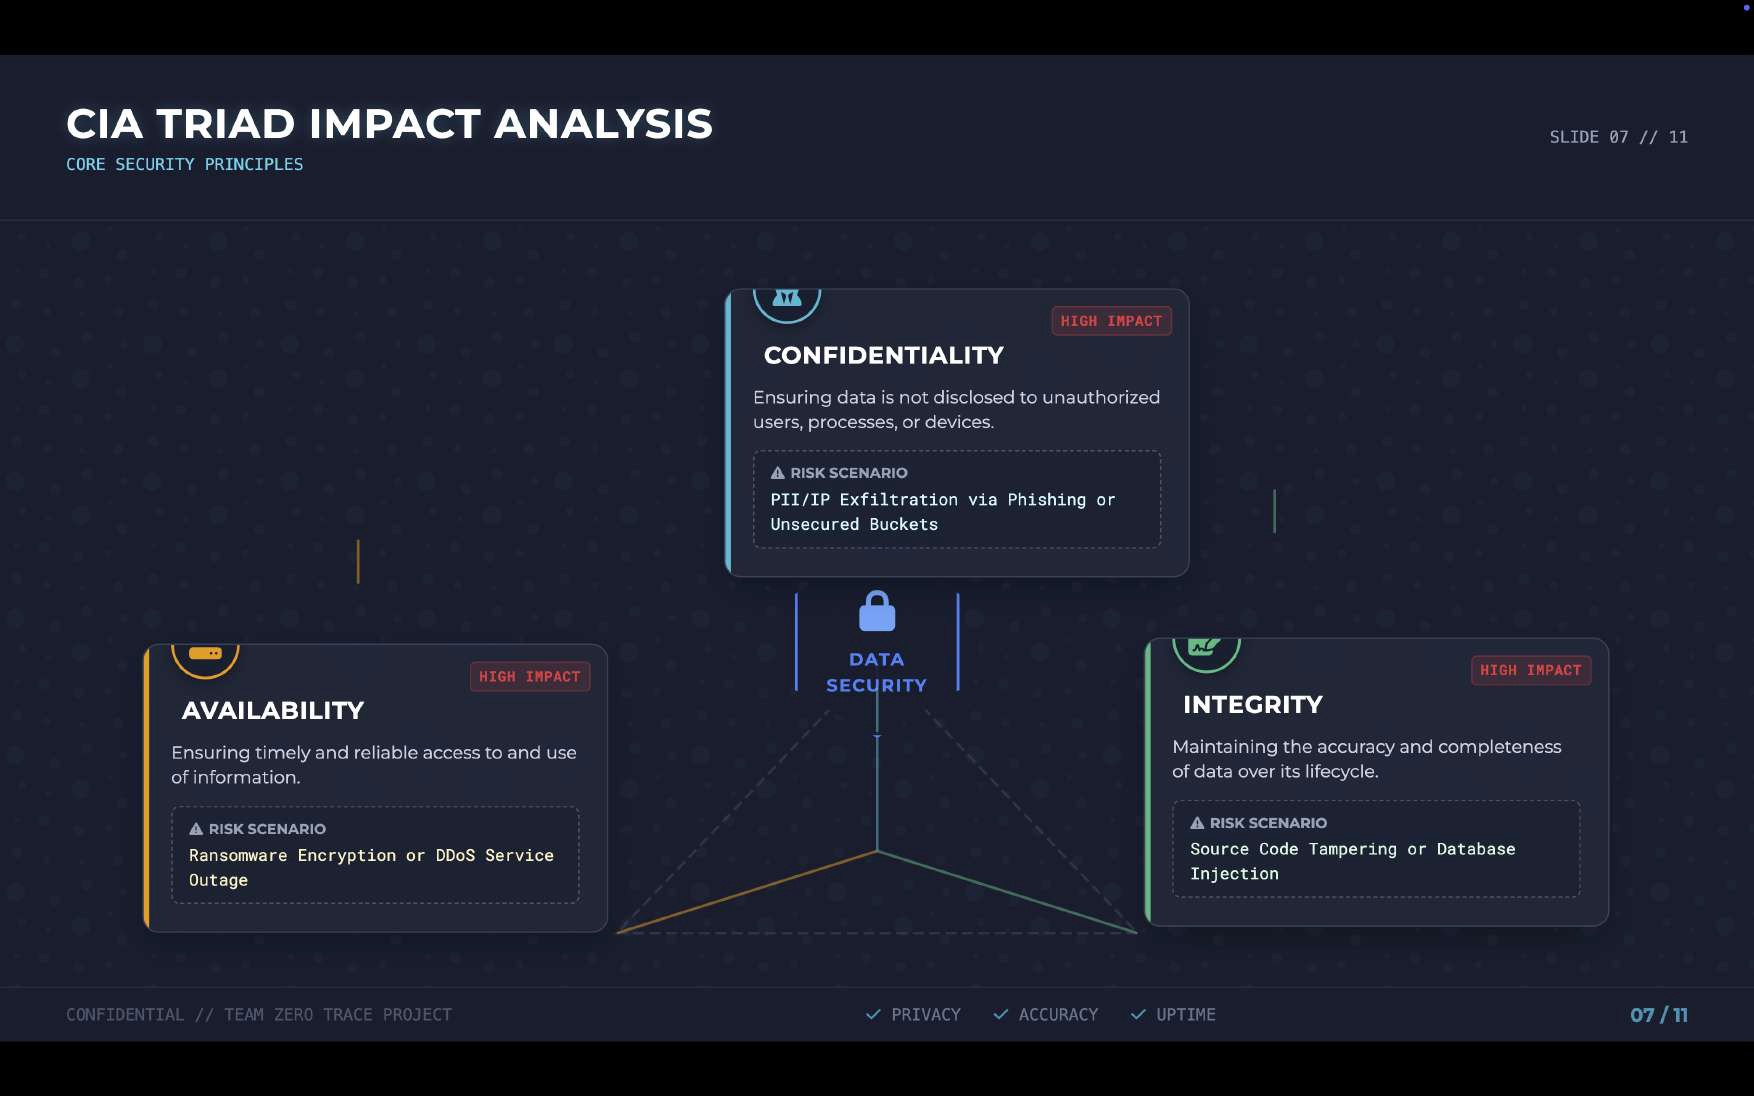 CIA TRIAD IMPACT ANALYSIS
CORE SECURITY PRINCIPLES
SLIDE 07 // 11
HIGH IMPACT
CONFIDENTIALITY
Ensuring data is not disclosed to unauthorized
users, processes, or devices.
RISK SCENARIO
PII/IP Exfiltration via Phishing or
Unsecured Buckets
DATA
SECURITY
HIGH IMPACT
AVAILABILITY
Ensuring timely and reliable access to and use
of information.
RISK SCENARIO
Ransomware Encryption or DDoS Service
Outage
HIGH IMPACT
INTEGRITY
Maintaining the accuracy and completeness
of data over its lifecycle.
RISK SCENARIO
Source Code Tampering or Database
Injection
CONFIDENTIAL // TEAM ZERO TRACE PROJECT
PRIVACY
ACCURACY
UPTIME
07 / 11